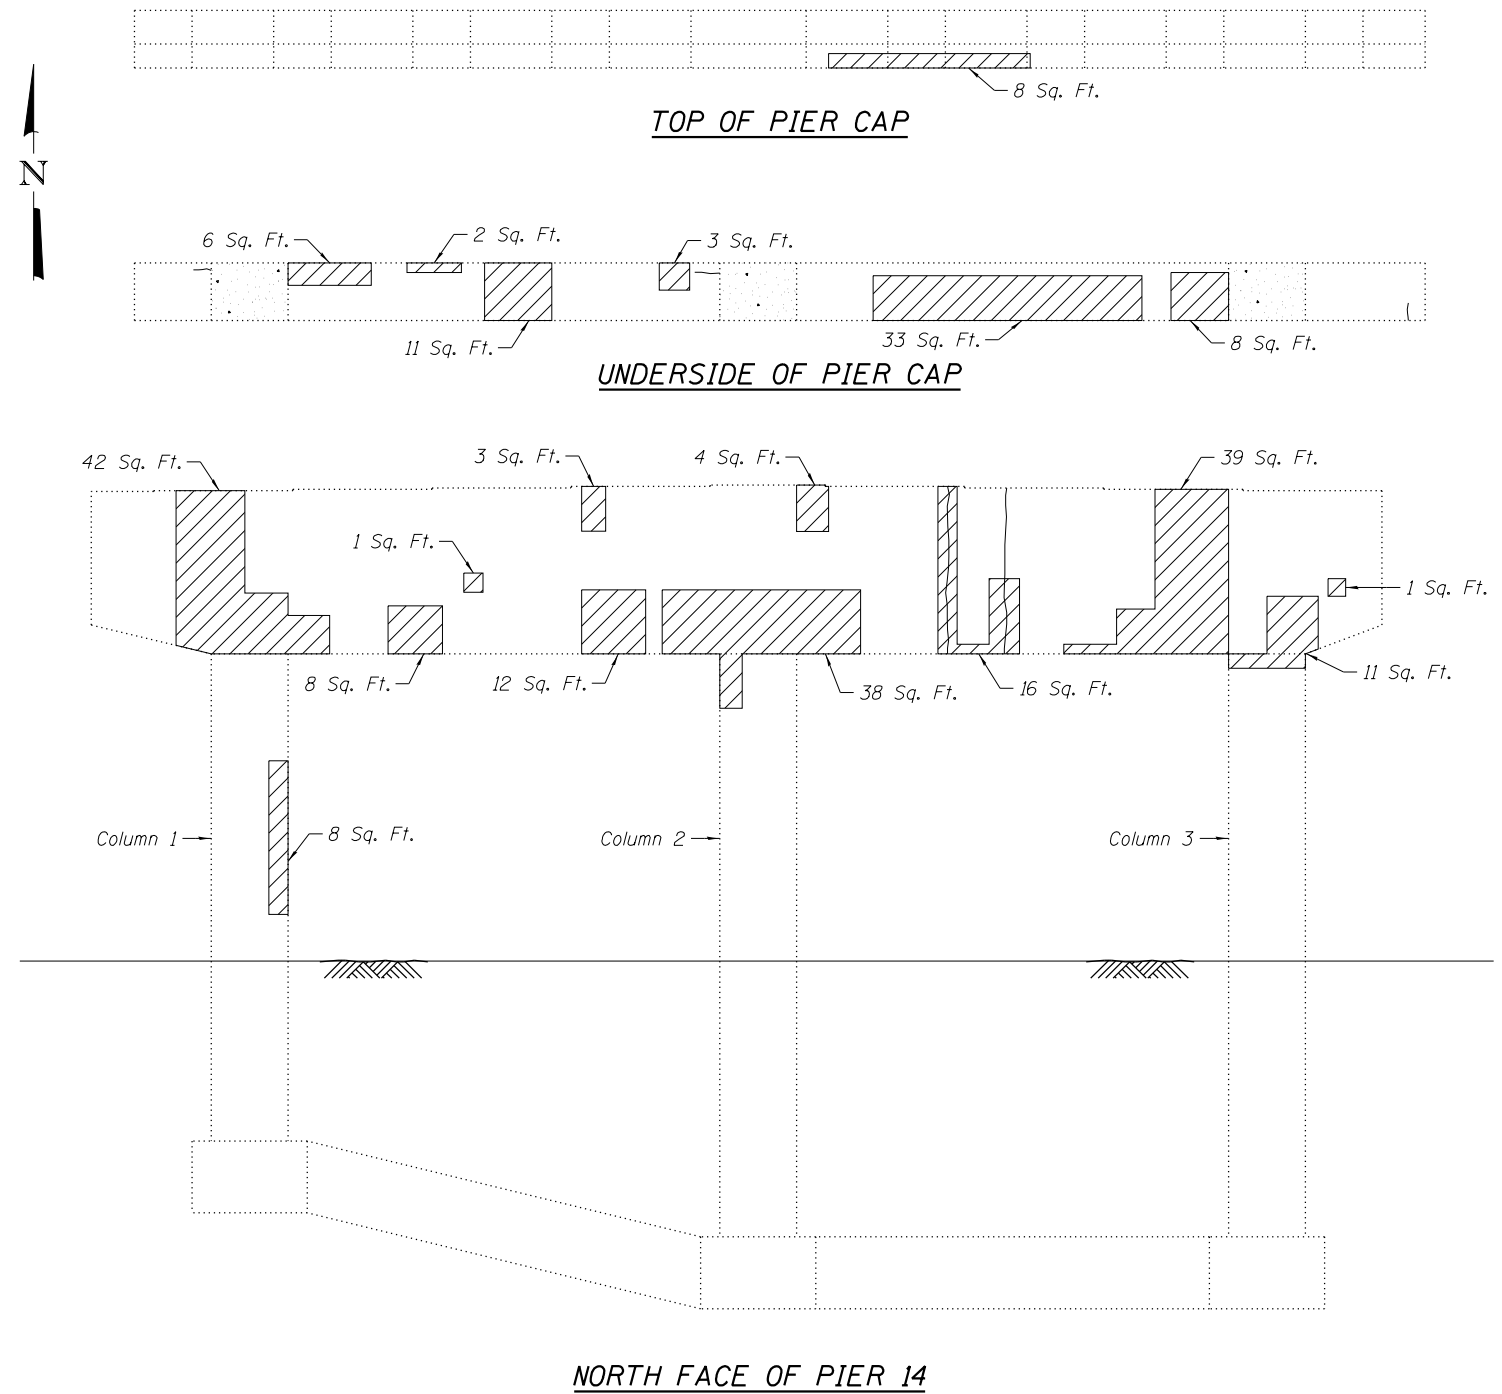 8 Sq. Ft.
TOP OF PIER CAP
N
6 Sq. Ft.
2 Sq. Ft.
3 Sq. Ft.
11 Sq. Ft.
33 Sq. Ft.
8 Sq. Ft.
UNDERSIDE OF PIER CAP
42 Sq. Ft.
3 Sq. Ft.
4 Sq. Ft.
39 Sq. Ft.
1 Sq. Ft.
1 Sq. Ft.
8 Sq. Ft.
12 Sq. Ft.
38 Sq. Ft.
16 Sq. Ft.
11 Sq. Ft.
Column 1
8 Sq. Ft.
Column 2
Column 3
NORTH FACE OF PIER 14